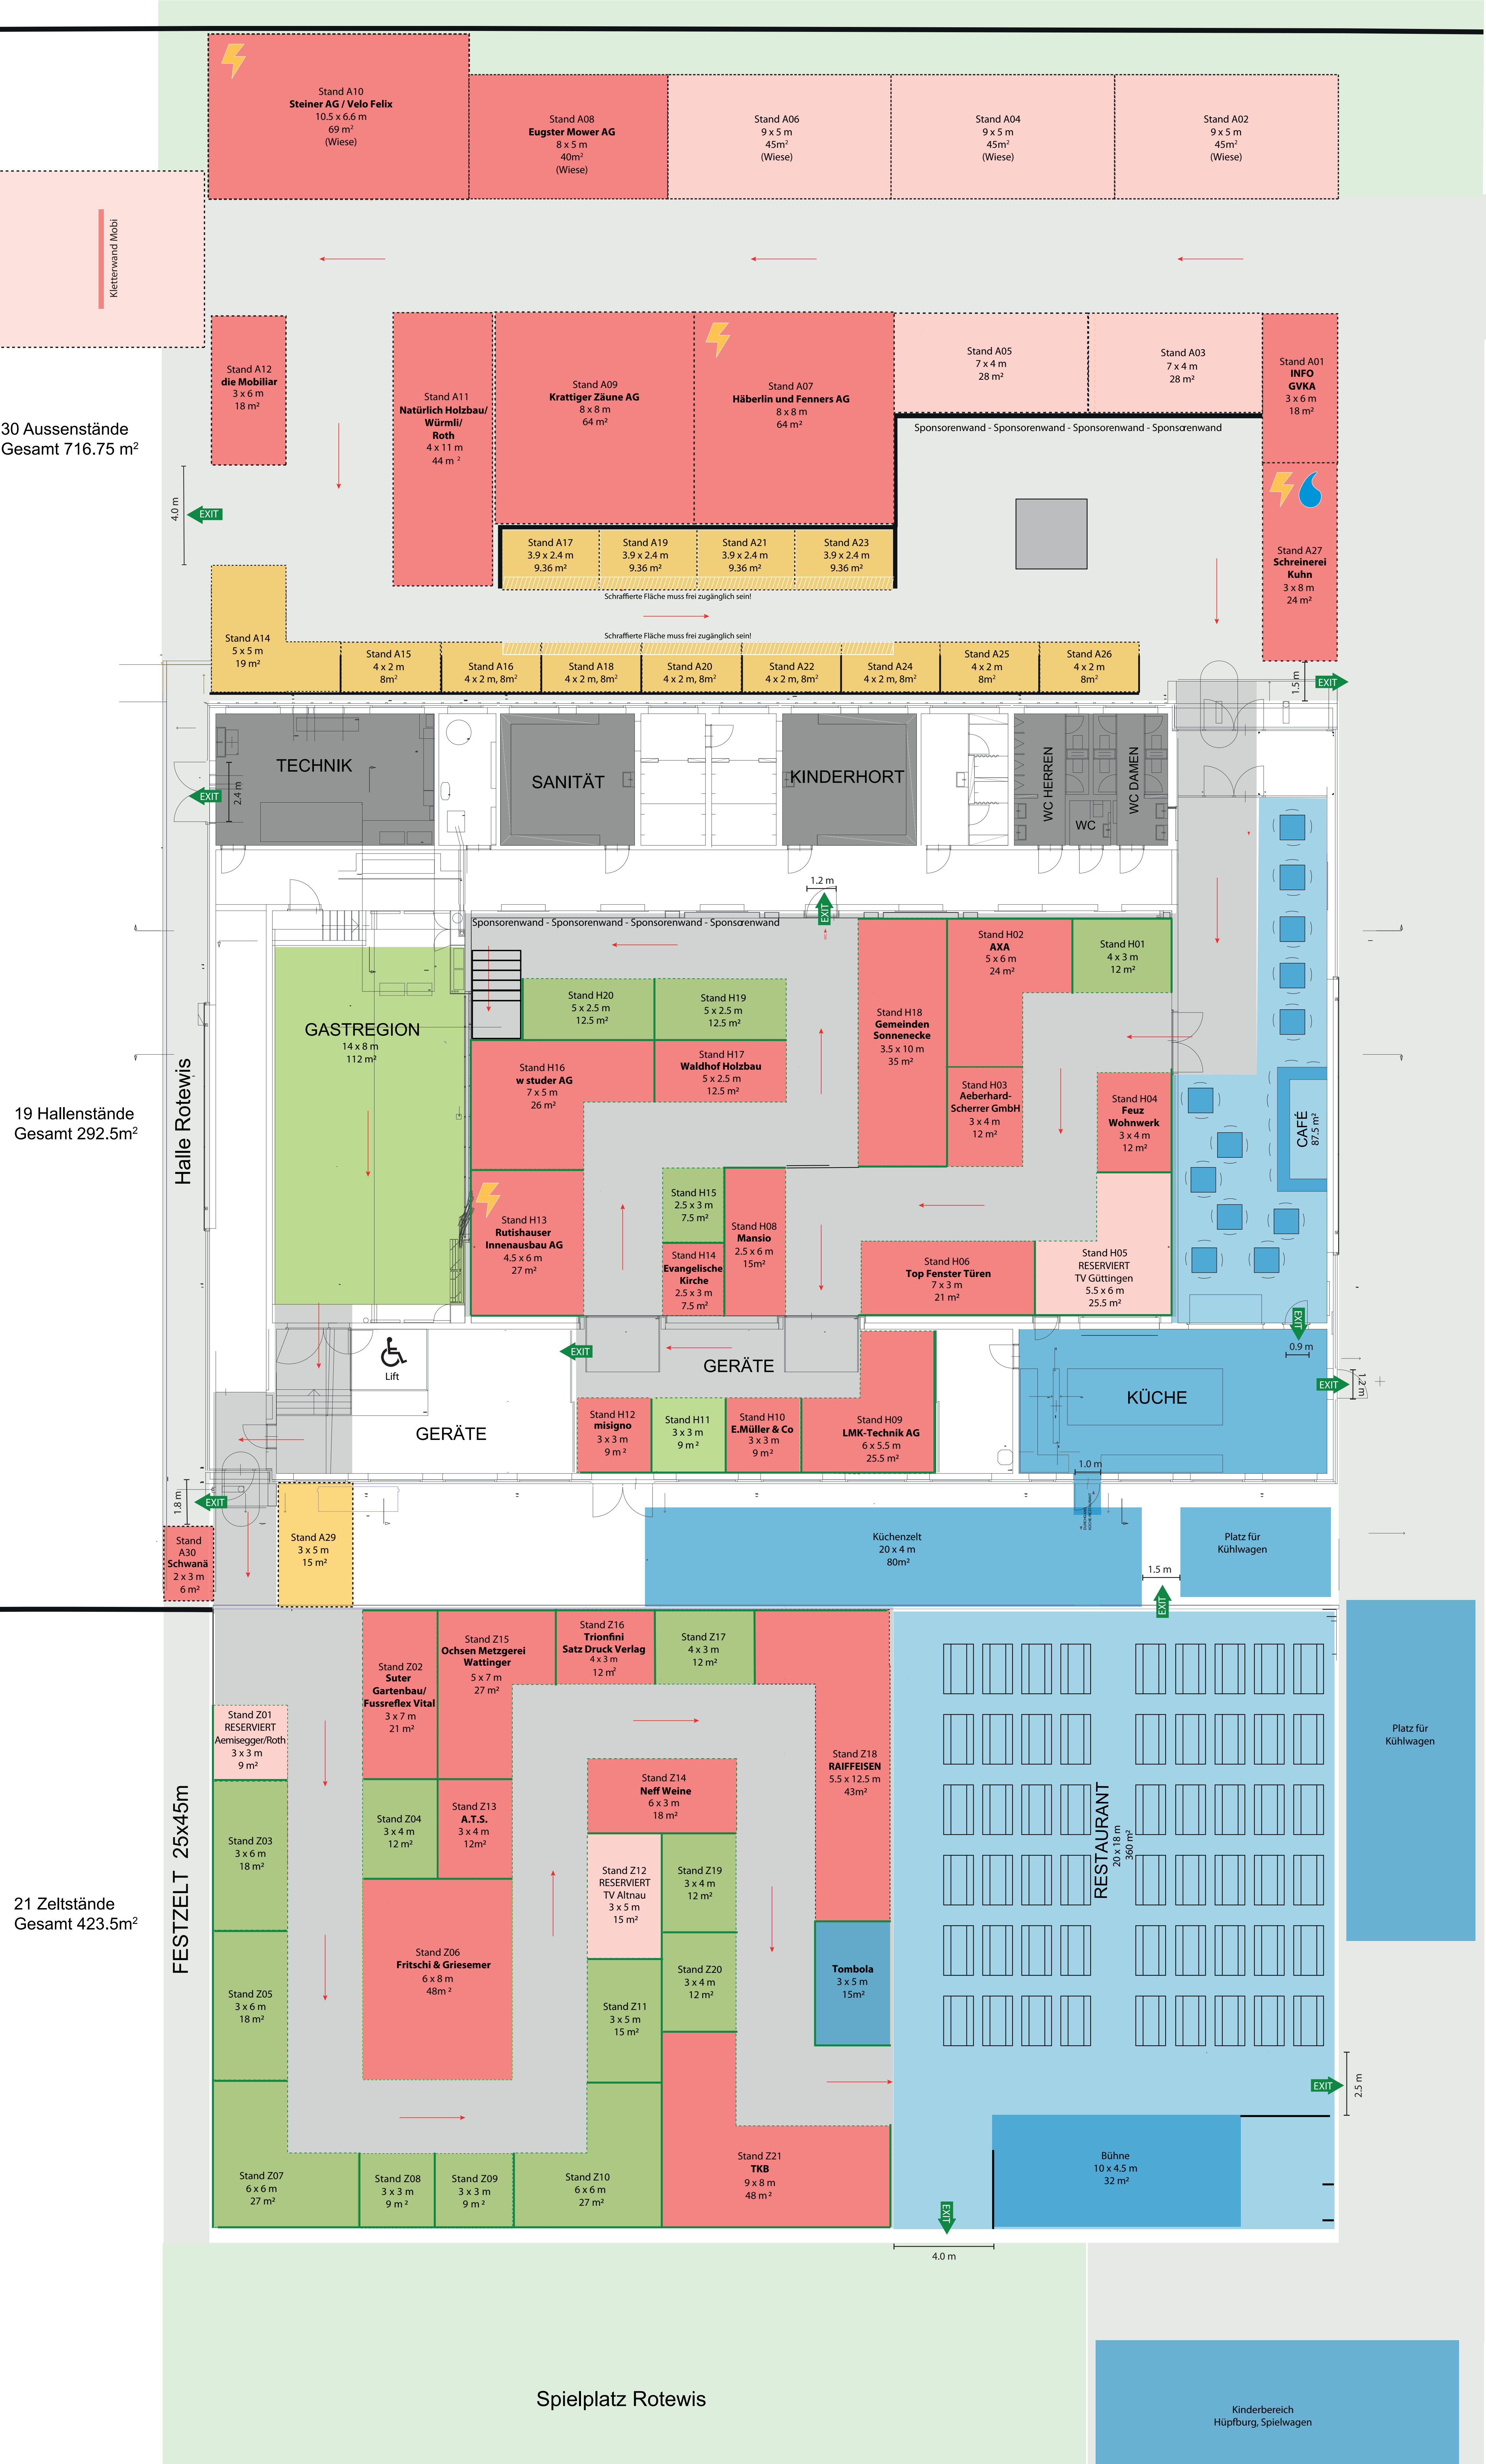 Stand A10
Steiner AG / Velo Felix
10.5 x 6.6 m
69 m²
(Wiese)
Stand A08
Eugster Mower AG
8 x 5 m
40m²
(Wiese)
Stand A06
9 x 5 m
45m²
(Wiese)
Stand A04
9 x 5 m
45m²
(Wiese)
Stand A02
9 x 5 m
45m²
(Wiese)
Kletterwand Mobi
Stand A12
die Mobiliar
3 x 6 m
18 m²
Stand A11
Natürlich Holzbau/
Würmli/
Roth
4 x 11 m
44 m ²
Stand A09
Krattiger Zäune AG
8 x 8 m
64 m²
Stand A07
Häberlin und Fenners AG
8 x 8 m
64 m²
Stand A05
7 x 4 m
28 m²
Stand A03
7 x 4 m
28 m²
Stand A01
INFO
GVKA
3 x 6 m
18 m²
Sponsorenwand - Sponsorenwand - Sponsorenwand - Sponsorenwand
30 Aussenstände
Gesamt 716.75 m²
4.0 m
EXIT
Stand A17
3.9 x 2.4 m
9.36 m²
Stand A19
3.9 x 2.4 m
9.36 m²
Stand A21
3.9 x 2.4 m
9.36 m²
Stand A23
3.9 x 2.4 m
9.36 m²
Stand A27
Schreinerei
Kuhn
3 x 8 m
24 m²
Schraffierte Fläche muss frei zugänglich sein!
Schraffierte Fläche muss frei zugänglich sein!
Stand A14
5 x 5 m
19 m²
Stand A15
4 x 2 m
8m²
Stand A16
4 x 2 m, 8m²
Stand A18
4 x 2 m, 8m²
Stand A20
4 x 2 m, 8m²
Stand A22
4 x 2 m, 8m²
Stand A24
4 x 2 m, 8m²
Stand A25
4 x 2 m
8m²
Stand A26
4 x 2 m
8m²
1.5 m
EXIT
TECHNIK
SANITÄT
KINDERHORT
WC HERREN
WC
WC DAMEN
EXIT
2.4 m
1.2 m
EXIT
Sponsorenwand - Sponsorenwand - Sponsorenwand - Sponsorenwand
GASTREGION
14 x 8 m
112 m²
Stand H20
5 x 2.5 m
12.5 m²
Stand H19
5 x 2.5 m
12.5 m²
Stand H18
Gemeinden
Sonnenecke
3.5 x 10 m
35 m²
Stand H02
AXA
5 x 6 m
24 m²
Stand H01
4 x 3 m
12 m²
Stand H16
w studer AG
7 x 5 m
26 m²
Stand H17
Waldhof Holzbau
5 x 2.5 m
12.5 m²
Stand H03
Aeberhard-
Scherrer GmbH
3 x 4 m
12 m²
Stand H04
Feuz
Wohnwerk
3 x 4 m
12 m²
CAFÉ
87.5 m²
19 Hallenstände
Gesamt 292.5m²
Halle Rotewis
Stand H13
Rutishauser
Innenausbau AG
4.5 x 6 m
27 m²
Stand H15
2.5 x 3 m
7.5 m²
Stand H14
Evangelische
Kirche
2.5 x 3 m
7.5 m²
Stand H08
Mansio
2.5 x 6 m
15m²
Stand H06
Top Fenster Türen
7 x 3 m
21 m²
Stand H05
RESERVIERT
TV Güttingen
5.5 x 6 m
25.5 m²
EXIT
0.9 m
Lift
EXIT
GERÄTE
GERÄTE
KÜCHE
EXIT
1.2 m
Stand H12
misigno
3 x 3 m
9 m ²
Stand H11
3 x 3 m
9 m²
Stand H10
E.Müller & Co
3 x 3 m
9 m²
Stand H09
LMK-Technik AG
6 x 5.5 m
25.5 m²
1.0 m
1.8 m
EXIT
Stand
A30
Schwanä
2 x 3 m
6 m²
Stand A29
3 x 5 m
15 m²
Küchenzelt
20 x 4 m
80m²
Platz für
Kühlwagen
1.5 m
EXIT
Stand Z02
Suter
Gartenbau/
Fussreflex Vital
3 x 7 m
21 m²
Stand Z15
Ochsen Metzgerei
Wattinger
5 x 7 m
27 m²
Stand Z16
Trionfini
Satz Druck Verlag
4 x 3 m
12 m²
Stand Z17
4 x 3 m
12 m²
Stand Z01
RESERVIERT
Aemisegger/Roth
3 x 3 m
9 m²
Stand Z18
RAIFFEISEN
5.5 x 12.5 m
43m²
Platz für
Kühlwagen
Stand Z03
3 x 6 m
18 m²
Stand Z04
3 x 4 m
12 m²
Stand Z13
A.T.S.
3 x 4 m
12m²
Stand Z14
Neff Weine
6 x 3 m
18 m²
Stand Z12
RESERVIERT
TV Altnau
3 x 5 m
15 m²
Stand Z19
3 x 4 m
12 m²
RESTAURANT
20 x 18 m
360 m²
21 Zeltstände
Gesamt 423.5m²
FESTZELT 25x45m
Stand Z06
Fritschi & Griesemer
6 x 8 m
48m ²
Stand Z20
3 x 4 m
12 m²
Tombola
3 x 5 m
15m²
Stand Z05
3 x 6 m
18 m²
Stand Z11
3 x 5 m
15 m²
EXIT
2.5 m
Stand Z07
6 x 6 m
27 m²
Stand Z08
3 x 3 m
9 m ²
Stand Z09
3 x 3 m
9 m ²
Stand Z10
6 x 6 m
27 m²
Stand Z21
TKB
9 x 8 m
48 m ²
Bühne
10 x 4.5 m
32 m²
EXIT
4.0 m
Spielplatz Rotewis
Kinderbereich
Hüpfburg, Spielwagen